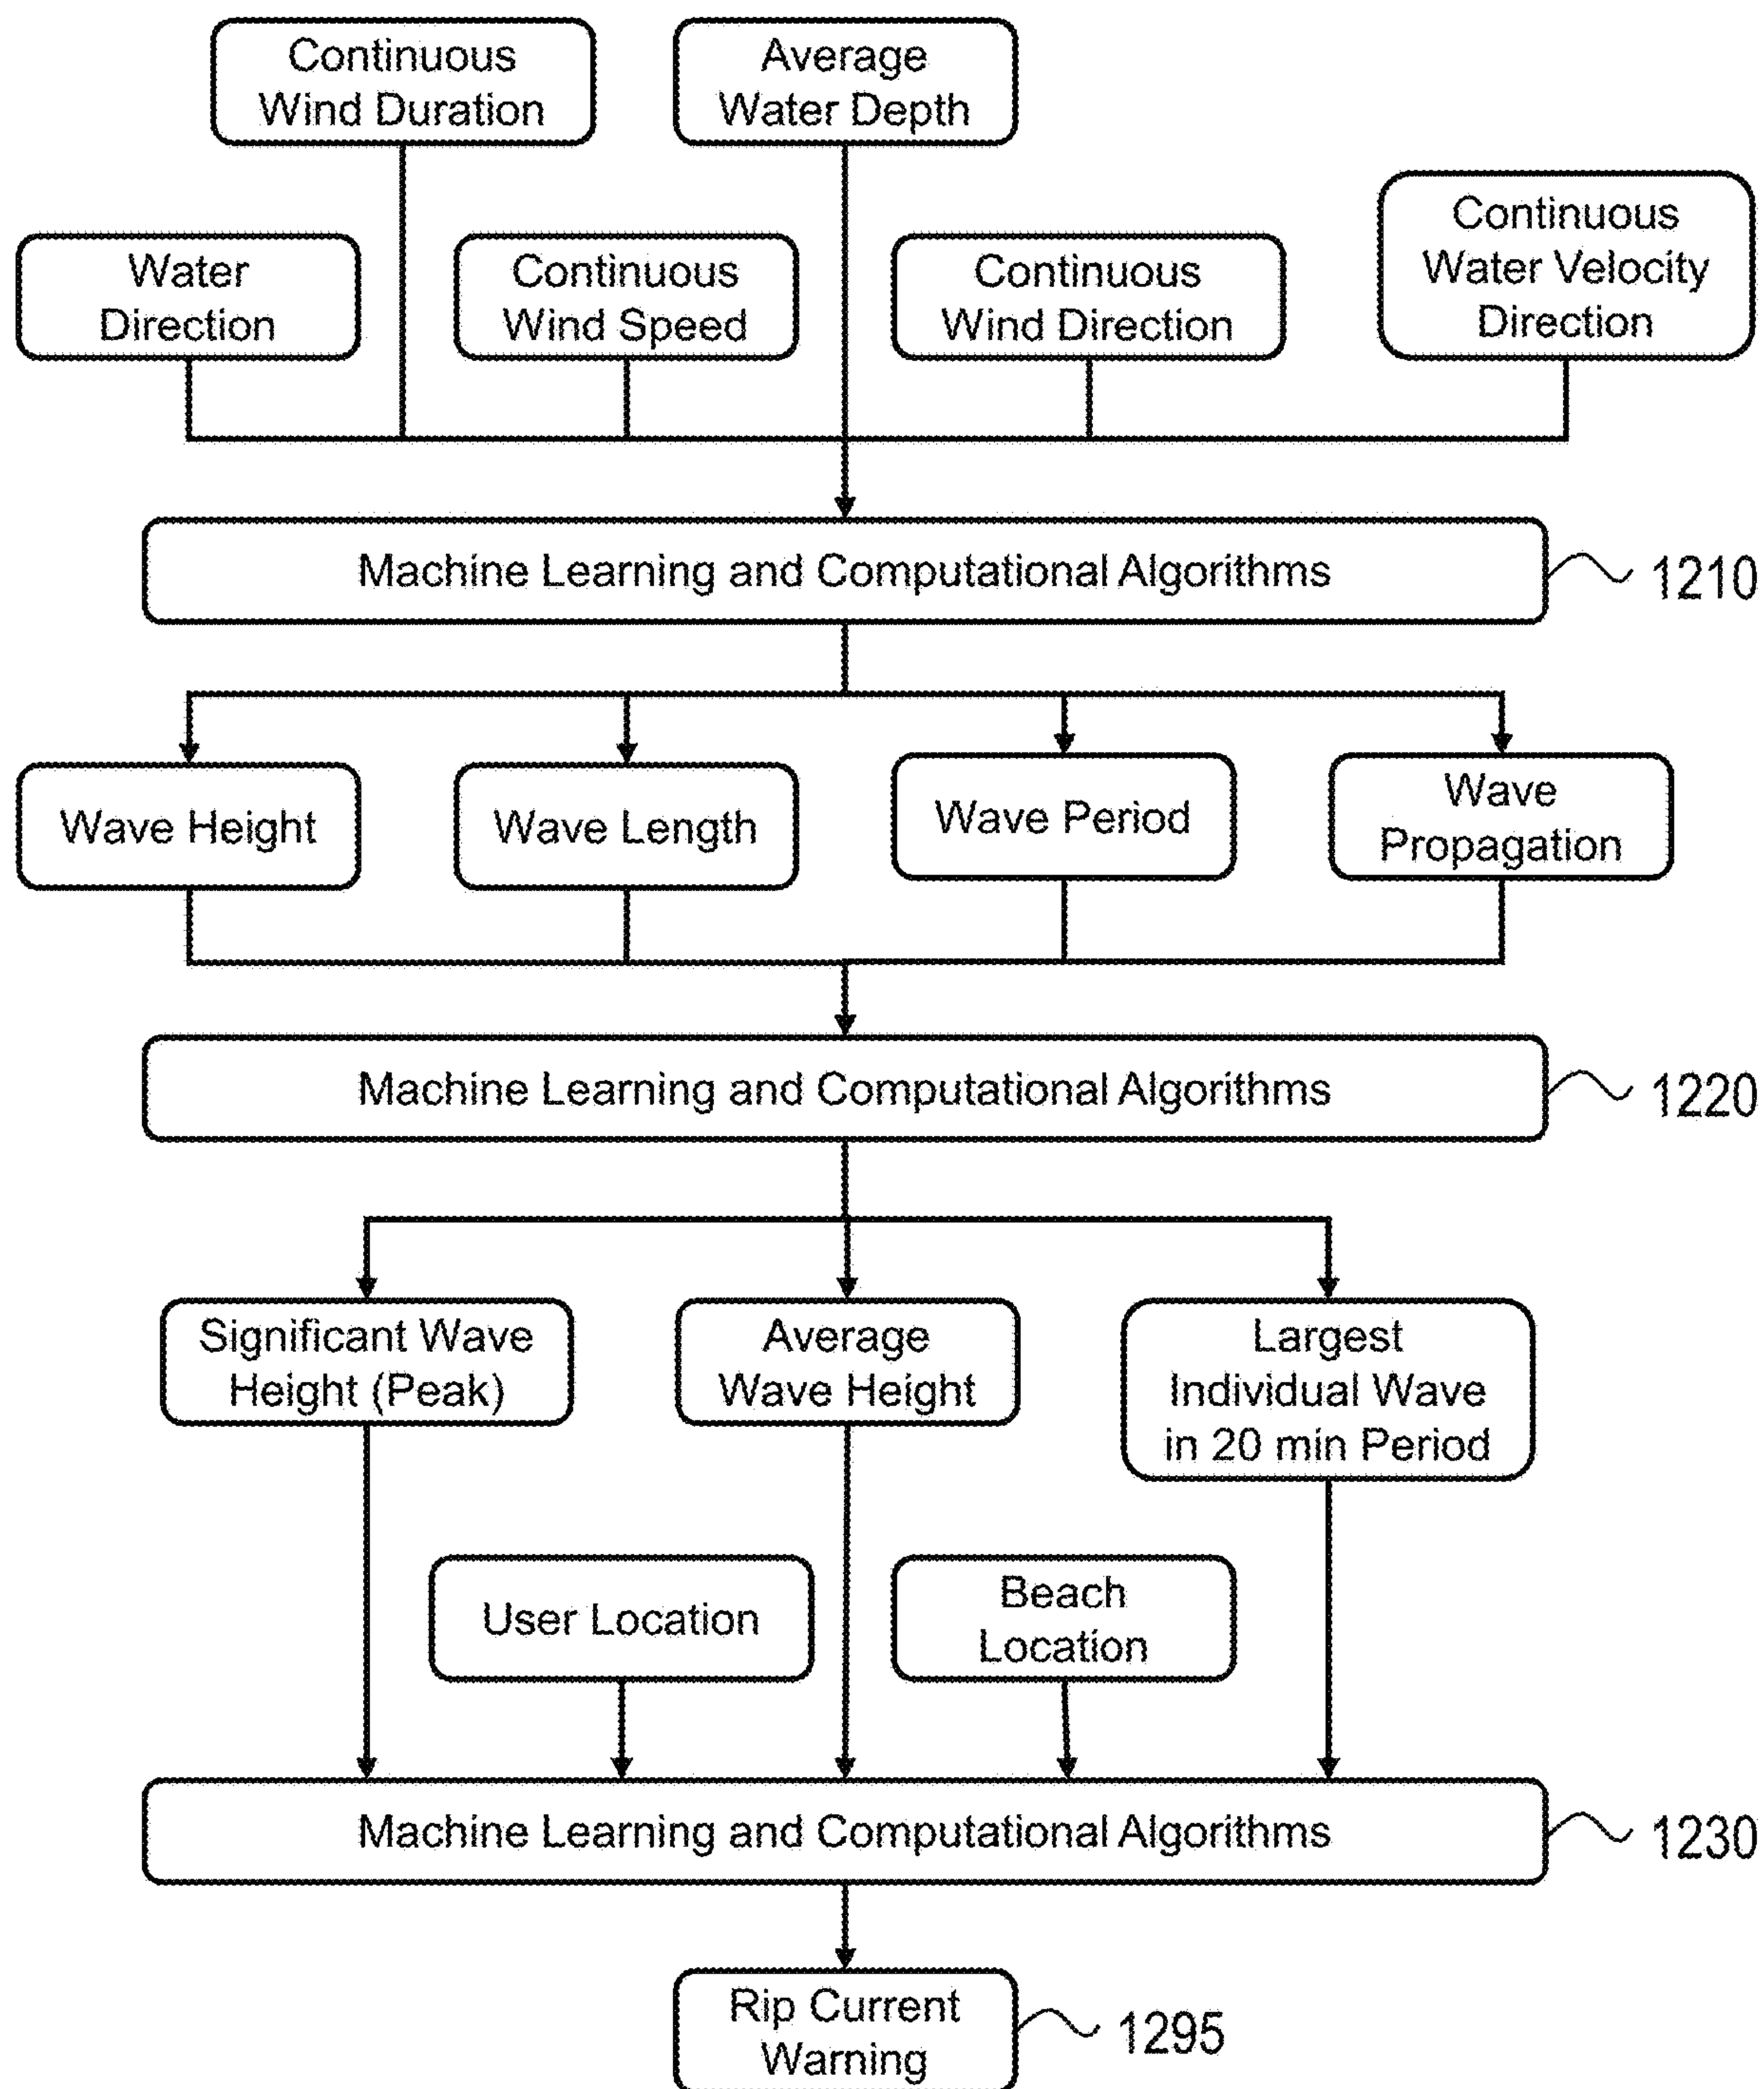 Continuous
Wind Duration
Average
Water Depth
Water
Direction
Continuous
Wind Speed
Continuous
Wind Direction
Continuous
Water Velocity
Direction
Machine Learning and Computational Algorithms
1210
Wave Height
Wave Length
Wave Period
Wave
Propagation
Machine Learning and Computational Algorithms
1220
Significant Wave
Height (Peak)
Average
Wave Height
Largest
Individual Wave
in 20 min Period
User Location
Beach
Location
Machine Learning and Computational Algorithms
1230
Rip Current
Warning
1295